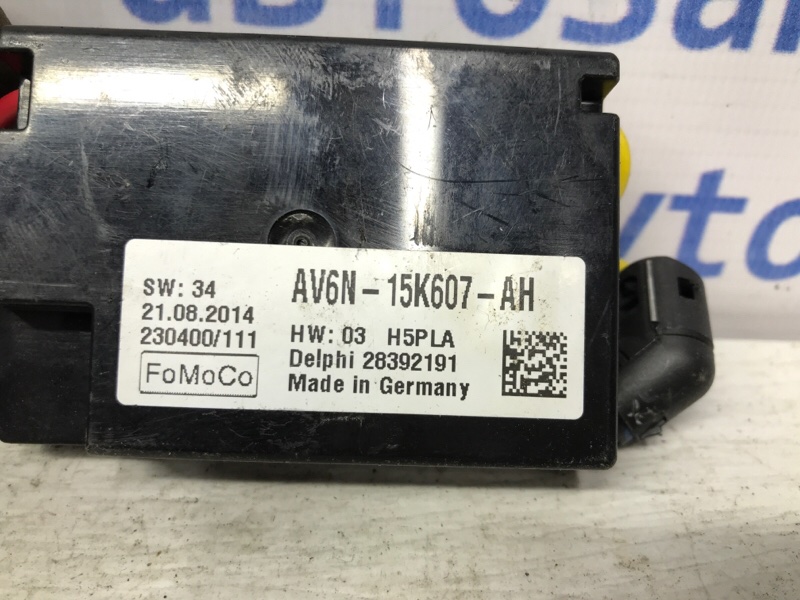 SW: 34
21.08.2014
230400/111
FoMoCo
AV6N-15K607-AH
HW: 03 H5PLA
Delphi 28392191
Made in Germany